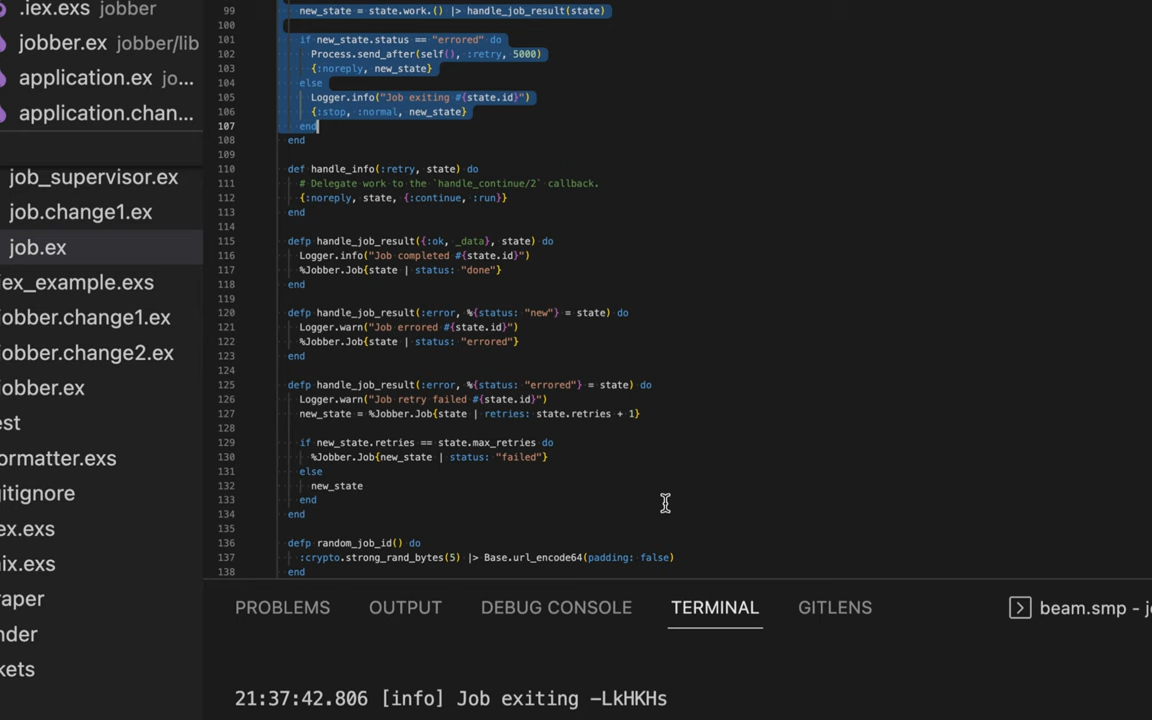 .iex.exs jobber
jobber.ex jobber/lib
application.ex jo...
application.chan...
job_supervisor.ex
job.change1.ex
job.ex
iex_example.exs
obber.change1.ex
obber.change2.ex
obber.ex
est
ormatter.exs
gitignore
ex.exs
ix.exs
raper
nder
kets
99 new_state = state.work.() |> handle_job_result(state)
100
101 if new_state.status == "errored" do
102 Process.send_after(self(), :retry, 5000)
103 {:noreply, new_state}
104 else
105 Logger.info("Job exiting #{state.id}")
106 {:stop, :normal, new_state}
107 end
108 end
109
110 def handle_info(:retry, state) do
111 # Delegate work to the `handle_continue/2` callback.
112 {:noreply, state, {:continue, :run}}
113 end
114
115 defp handle_job_result({:ok, _data}, state) do
116 Logger.info("Job completed #{state.id}")
117 %Jobber.Job{state | status: "done"}
118 end
119
120 defp handle_job_result(:error, %{status: "new"} = state) do
121 Logger.warn("Job errored #{state.id}")
122 %Jobber.Job{state | status: "errored"}
123 end
124
125 defp handle_job_result(:error, %{status: "errored"} = state) do
126 Logger.warn("Job retry failed #{state.id}")
127 new_state = %Jobber.Job{state | retries: state.retries + 1}
128
129 if new_state.retries == state.max_retries do
130 %Jobber.Job{new_state | status: "failed"}
131 else
132 new_state
133 end
134 end
135
136 defp random_job_id() do
137 :crypto.strong_rand_bytes(5) |> Base.url_encode64(padding: false)
138 end
PROBLEMS OUTPUT DEBUG CONSOLE TERMINAL GITLENS beam.smp - jo
21:37:42.806 [info] Job exiting -LkHKHs